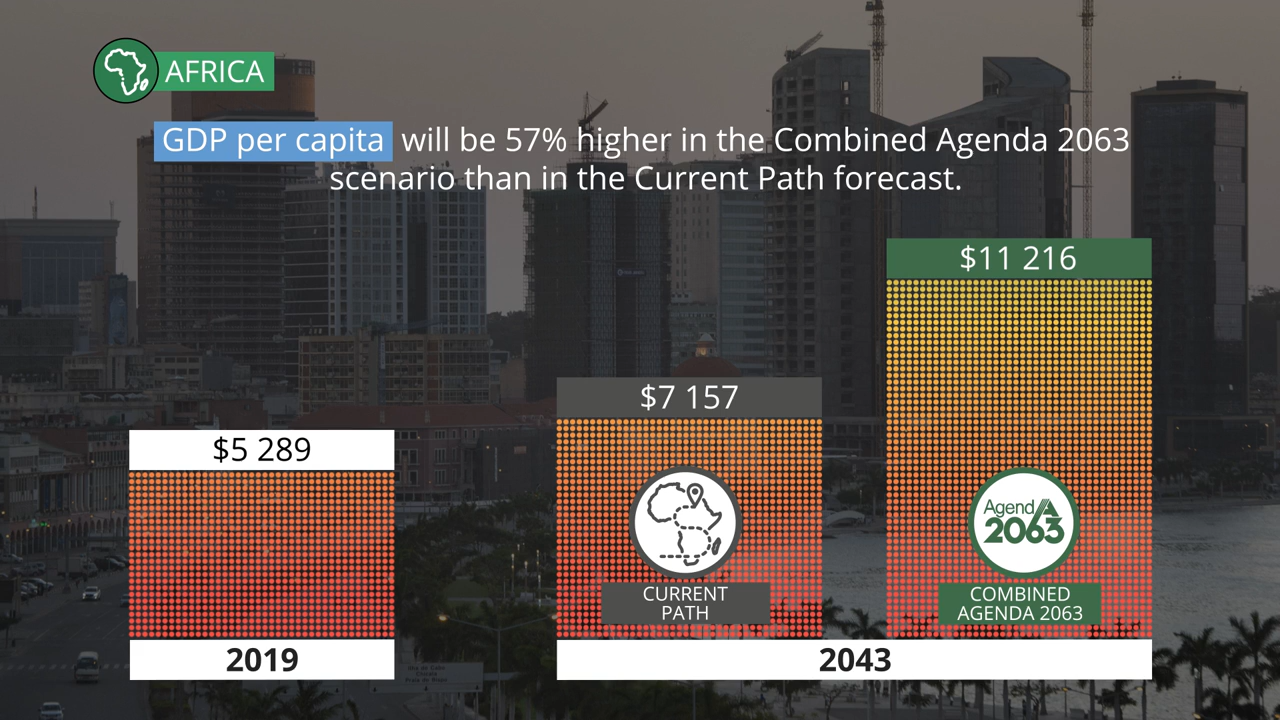 AFRICA
GDP per capita will be 57% higher in the Combined Agenda 2063
scenario than in the Current Path forecast.
$11 216
$7 157
$5 289
Agenda
2063
CURRENT
PATH
COMBINED
AGENDA 2063
2019
2043